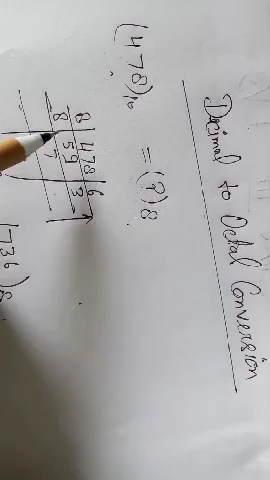 Decimal to Octal Conversion
(478)10 = (?)8
8 | 478 | 6
8 | 59 | 3
7
(736)8